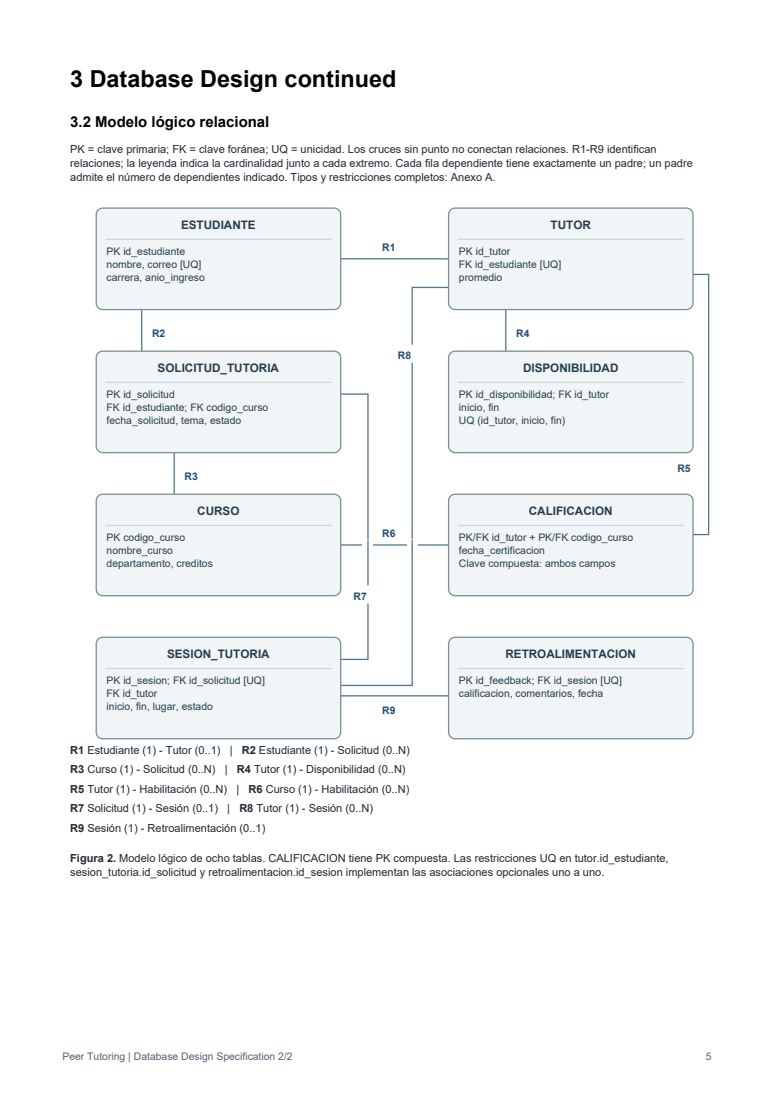 3 Database Design continued
3.2 Modelo lógico relacional
PK = clave primaria; FK = clave foránea; UQ = unicidad. Los cruces sin punto no conectan relaciones. R1-R9 identifican
relaciones; la leyenda indica la cardinalidad junto a cada extremo. Cada fila dependiente tiene exactamente un padre; un padre
admite el número de dependientes indicado. Tipos y restricciones completos: Anexo A.
ESTUDIANTE
PK id_estudiante
nombre, correo [UQ]
carrera, anio_ingreso
R1
TUTOR
PK id_tutor
FK id_estudiante [UQ]
promedio
R2
R8
R4
SOLICITUD_TUTORIA
PK id_solicitud
FK id_estudiante; FK codigo_curso
fecha_solicitud, tema, estado
DISPONIBILIDAD
PK id_disponibilidad; FK id_tutor
inicio, fin
UQ (id_tutor, inicio, fin)
R3
R5
CURSO
PK codigo_curso
nombre_curso
departamento, creditos
R6
CALIFICACION
PK/FK id_tutor + PK/FK codigo_curso
fecha_certificacion
Clave compuesta: ambos campos
R7
SESION_TUTORIA
PK id_sesion; FK id_solicitud [UQ]
FK id_tutor
inicio, fin, lugar, estado
R9
RETROALIMENTACION
PK id_feedback; FK id_sesion [UQ]
calificacion, comentarios, fecha
R1 Estudiante (1) - Tutor (0..1) | R2 Estudiante (1) - Solicitud (0..N)
R3 Curso (1) - Solicitud (0..N) | R4 Tutor (1) - Disponibilidad (0..N)
R5 Tutor (1) - Habilitación (0..N) | R6 Curso (1) - Habilitación (0..N)
R7 Solicitud (1) - Sesión (0..1) | R8 Tutor (1) - Sesión (0..N)
R9 Sesión (1) - Retroalimentación (0..1)
Figura 2. Modelo lógico de ocho tablas. CALIFICACION tiene PK compuesta. Las restricciones UQ en tutor.id_estudiante,
sesion_tutoria.id_solicitud y retroalimentacion.id_sesion implementan las asociaciones opcionales uno a uno.
Peer Tutoring | Database Design Specification 2/2
5